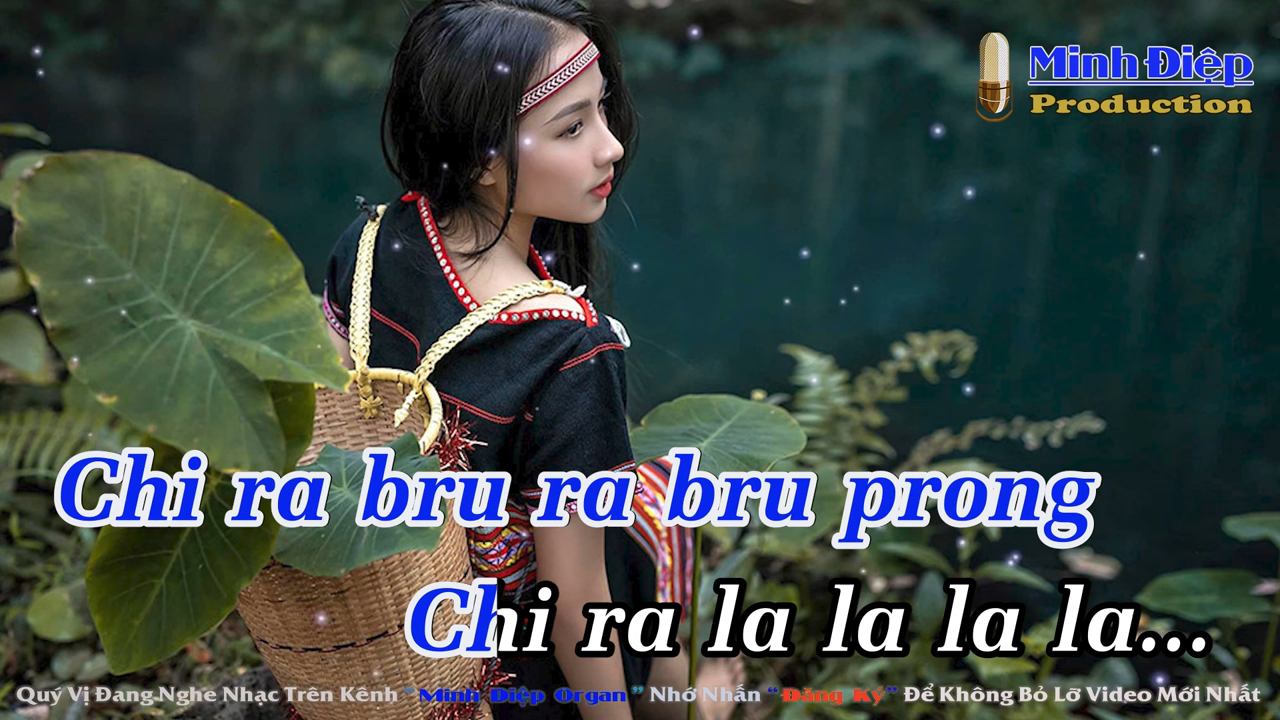 Minh Điệp
Production
Chi ra bru ra bru prong
Chi ra la la la la...
Quý Vị Đang Nghe Nhạc Trên Kênh "Minh Điệp Organ" Nhớ Nhấn "Đăng Ký" Để Không Bỏ Lỡ Video Mới Nhất